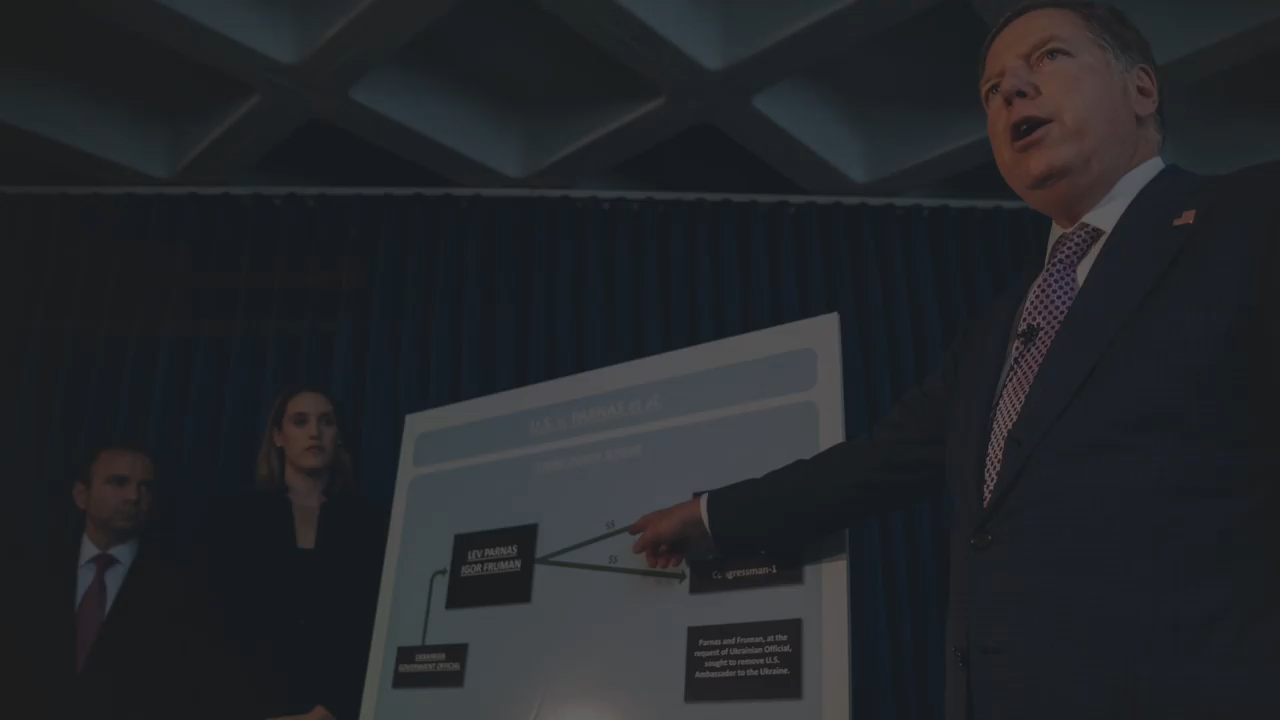 U.S. v. PARNAS et al.
LEV PARNAS
IGOR FRUMAN
$$
$$
Congressman-1
UKRAINIAN
GOVERNMENT OFFICIAL
Parnas and Fruman, at the
request of Ukrainian Official,
sought to remove U.S.
Ambassador to the Ukraine.